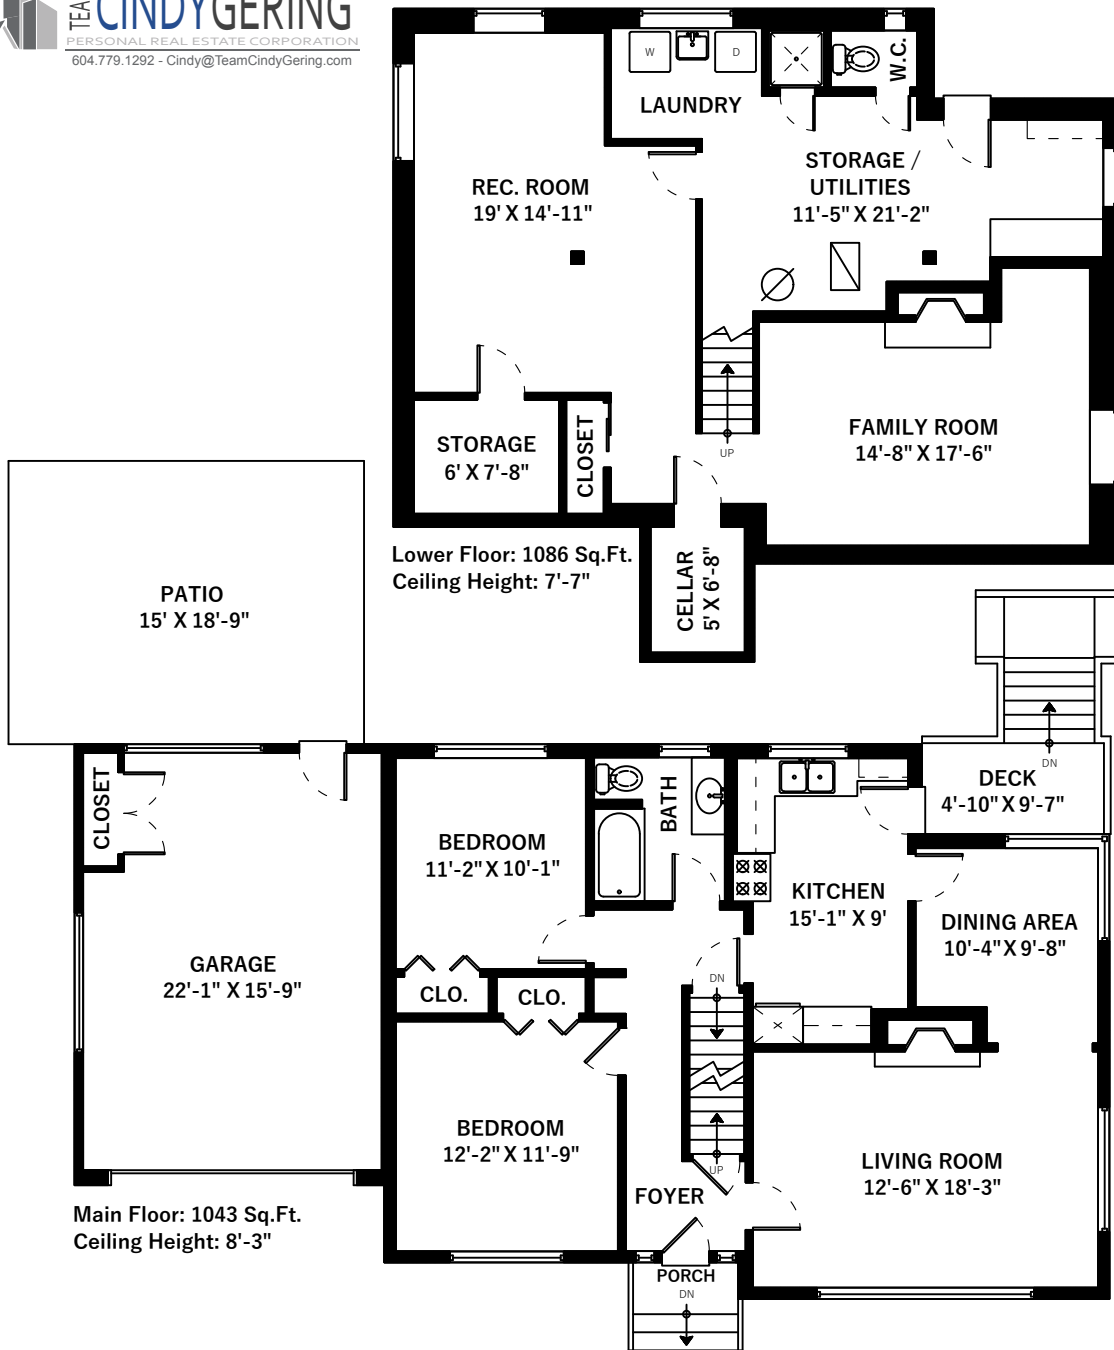 TEA
CINDYGERING
PERSONAL REAL ESTATE CORPORATION
604.779.1292 - Cindy@TeamCindyGering.com
W
D
W.C.
LAUNDRY
STORAGE /
UTILITIES
11'-5" X 21'-2"
REC. ROOM
19' X 14'-11"
FAMILY ROOM
14'-8" X 17'-6"
UP
STORAGE
6' X 7'-8"
CLOSET
Lower Floor: 1086 Sq.Ft.
Ceiling Height: 7'-7"
CELLAR
5' X 6'-8"
PATIO
15' X 18'-9"
DN
DECK
4'-10" X 9'-7"
CLOSET
BATH
BEDROOM
11'-2" X 10'-1"
KITCHEN
15'-1" X 9'
DINING AREA
10'-4" X 9'-8"
GARAGE
22'-1" X 15'-9"
CLO.
CLO.
DN
BEDROOM
12'-2" X 11'-9"
UP
LIVING ROOM
12'-6" X 18'-3"
FOYER
Main Floor: 1043 Sq.Ft.
Ceiling Height: 8'-3"
PORCH
DN